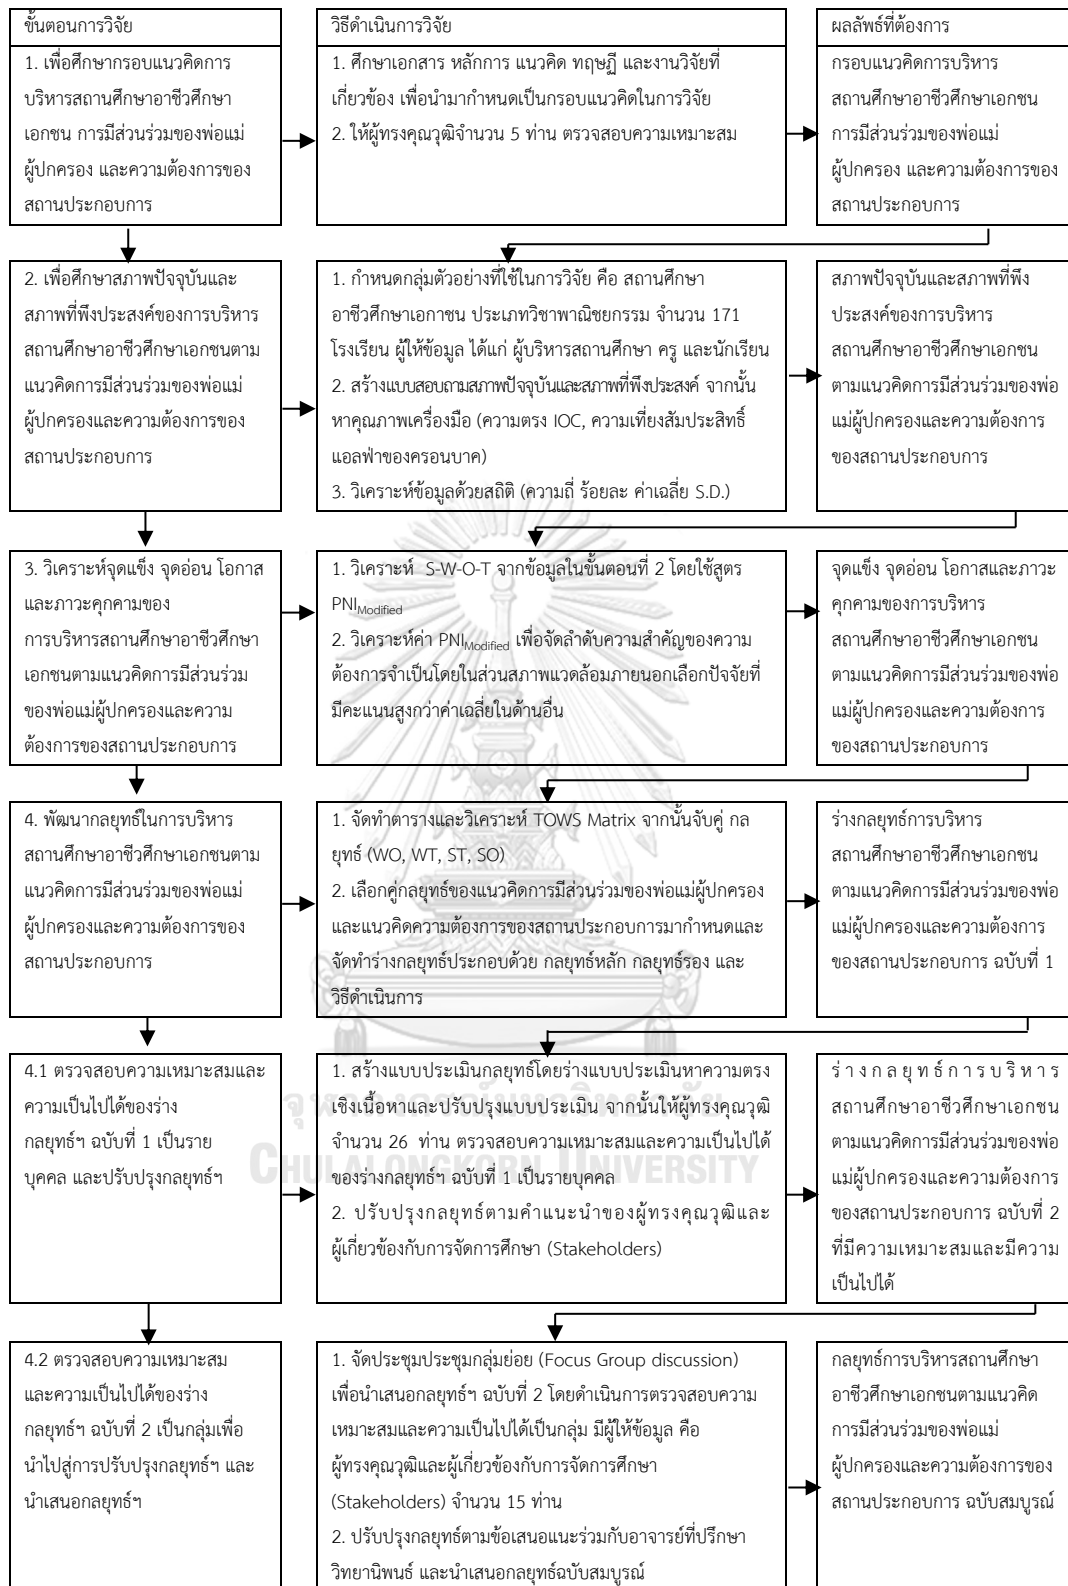 ขั้นตอนการวิจัย
วิธีดำเนินการวิจัย
ผลลัพธ์ที่ต้องการ
1. เพื่อศึกษากรอบแนวคิดการ
บริหารสถานศึกษาอาชีวศึกษา
เอกชน การมีส่วนร่วมของพ่อแม่
ผู้ปกครอง และความต้องการของ
สถานประกอบการ
1. ศึกษาเอกสาร หลักการ แนวคิด ทฤษฏี และงานวิจัยที่
เกี่ยวข้อง เพื่อนำมากำหนดเป็นกรอบแนวคิดในการวิจัย
2. ให้ผู้ทรงคุณวุฒิจำนวน 5 ท่าน ตรวจสอบความเหมาะสม
กรอบแนวคิดการบริหาร
สถานศึกษาอาชีวศึกษาเอกชน
การมีส่วนร่วมของพ่อแม่
ผู้ปกครอง และความต้องการของ
สถานประกอบการ
2. เพื่อศึกษาสภาพปัจจุบันและ
สภาพที่พึงประสงค์ของการบริหาร
สถานศึกษาอาชีวศึกษาเอกชนตาม
แนวคิดการมีส่วนร่วมของพ่อแม่
ผู้ปกครองและความต้องการของ
สถานประกอบการ
1. กำหนดกลุ่มตัวอย่างที่ใช้ในการวิจัย คือ สถานศึกษา
อาชีวศึกษาเอกาชน ประเภทวิชาพาณิชยกรรม จำนวน 171
โรงเรียน ผู้ให้ข้อมูล ได้แก่ ผู้บริหารสถานศึกษา ครู และนักเรียน
2. สร้างแบบสอบถามสภาพปัจจุบันและสภาพที่พึงประสงค์ จากนั้น
หาคุณภาพเครื่องมือ (ความตรง IOC, ความเที่ยงสัมประสิทธิ์
แอลฟ่าของครอนบาค)
3. วิเคราะห์ข้อมูลด้วยสถิติ (ความถี่ ร้อยละ ค่าเฉลี่ย S.D.)
สภาพปัจจุบันและสภาพที่พึง
ประสงค์ของการบริหาร
สถานศึกษาอาชีวศึกษาเอกชน
ตามแนวคิดการมีส่วนร่วมของพ่อ
แม่ผู้ปกครองและความต้องการ
ของสถานประกอบการ
3. วิเคราะห์จุดแข็ง จุดอ่อน โอกาส
และภาวะคุกคามของ
การบริหารสถานศึกษาอาชีวศึกษา
เอกชนตามแนวคิดการมีส่วนร่วม
ของพ่อแม่ผู้ปกครองและความ
ต้องการของสถานประกอบการ
1. วิเคราะห์ S-W-O-T จากข้อมูลในขั้นตอนที่ 2 โดยใช้สูตร
PNIModified
2. วิเคราะห์ค่า PNIModified เพื่อจัดลำดับความสำคัญของความ
ต้องการจำเป็นโดยในส่วนสภาพแวดล้อมภายนอกเลือกปัจจัยที่
มีคะแนนสูงกว่าค่าเฉลี่ยในด้านอื่น
จุดแข็ง จุดอ่อน โอกาสและภาวะ
คุกคามของการบริหาร
สถานศึกษาอาชีวศึกษาเอกชน
ตามแนวคิดการมีส่วนร่วมของพ่อ
แม่ผู้ปกครองและความต้องการ
ของสถานประกอบการ
4. พัฒนากลยุทธ์ในการบริหาร
สถานศึกษาอาชีวศึกษาเอกชนตาม
แนวคิดการมีส่วนร่วมของพ่อแม่
ผู้ปกครองและความต้องการของ
สถานประกอบการ
1. จัดทำตารางและวิเคราะห์ TOWS Matrix จากนั้นจับคู่ กล
ยุทธ์ (WO, WT, ST, SO)
2. เลือกคู่กลยุทธ์ของแนวคิดการมีส่วนร่วมของพ่อแม่ผู้ปกครอง
และแนวคิดความต้องการของสถานประกอบการมากำหนดและ
จัดทำร่างกลยุทธ์ประกอบด้วย กลยุทธ์หลัก กลยุทธ์รอง และ
วิธีดำเนินการ
ร่างกลยุทธ์การบริหาร
สถานศึกษาอาชีวศึกษาเอกชน
ตามแนวคิดการมีส่วนร่วมของพ่อ
แม่ผู้ปกครองและความต้องการ
ของสถานประกอบการ ฉบับที่ 1
4.1 ตรวจสอบความเหมาะสมและ
ความเป็นไปได้ของร่าง
กลยุทธ์ฯ ฉบับที่ 1 เป็นราย
บุคคล และปรับปรุงกลยุทธ์ฯ
1. สร้างแบบประเมินกลยุทธ์โดยร่างแบบประเมินหาความตรง
เชิงเนื้อหาและปรับปรุงแบบประเมิน จากนั้นให้ผู้ทรงคุณวุฒิ
จำนวน 26 ท่าน ตรวจสอบความเหมาะสมและความเป็นไปได้
ของร่างกลยุทธ์ฯ ฉบับที่ 1 เป็นรายบุคคล
2. ปรับปรุงกลยุทธ์ตามคำแนะนำของผู้ทรงคุณวุฒิและ
ผู้เกี่ยวข้องกับการจัดการศึกษา (Stakeholders)
ร่างกลยุทธ์การบริหาร
สถานศึกษาอาชีวศึกษาเอกชน
ตามแนวคิดการมีส่วนร่วมของพ่อ
แม่ผู้ปกครองและความต้องการ
ของสถานประกอบการ ฉบับที่ 2
ที่มีความเหมาะสมและมีความ
เป็นไปได้
จุฬาลงกรณ์มหาวิทยาลัย
CHULALONGKORN UNIVERSITY
4.2 ตรวจสอบความเหมาะสม
และความเป็นไปได้ของร่าง
กลยุทธ์ฯ ฉบับที่ 2 เป็นกลุ่มเพื่อ
นำไปสู่การปรับปรุงกลยุทธ์ฯ และ
นำเสนอกลยุทธ์ฯ
1. จัดประชุมประชุมกลุ่มย่อย (Focus Group discussion)
เพื่อนำเสนอกลยุทธ์ฯ ฉบับที่ 2 โดยดำเนินการตรวจสอบความ
เหมาะสมและความเป็นไปได้เป็นกลุ่ม มีผู้ให้ข้อมูล คือ
ผู้ทรงคุณวุฒิและผู้เกี่ยวข้องกับการจัดการศึกษา
(Stakeholders) จำนวน 15 ท่าน
2. ปรับปรุงกลยุทธ์ตามข้อเสนอแนะร่วมกับอาจารย์ที่ปรึกษา
วิทยานิพนธ์ และนำเสนอกลยุทธ์ฉบับสมบูรณ์
กลยุทธ์การบริหารสถานศึกษา
อาชีวศึกษาเอกชนตามแนวคิด
การมีส่วนร่วมของพ่อแม่
ผู้ปกครองและความต้องการของ
สถานประกอบการ ฉบับสมบูรณ์